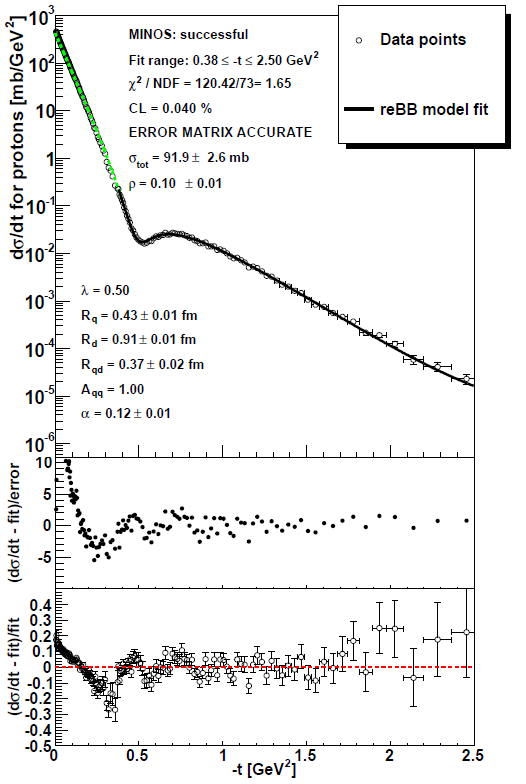 Data points
reBB model fit
MINOS: successful
Fit range: 0.38 ≤ -t ≤ 2.50 GeV²
χ² / NDF = 120.42/73= 1.65
CL = 0.040 %
ERROR MATRIX ACCURATE
σ_tot = 91.9 ± 2.6 mb
ρ = 0.10 ± 0.01
λ = 0.50
R_q = 0.43 ± 0.01 fm
R_d = 0.91 ± 0.01 fm
R_qd = 0.37 ± 0.02 fm
A_qq = 1.00
α = 0.12 ± 0.01
dσ/dt for protons [mb/GeV²]
10³
10²
10
1
10⁻¹
10⁻²
10⁻³
10⁻⁴
10⁻⁵
10⁻⁶
(dσ/dt - fit)/error
10
5
0
-5
(dσ/dt - fit)/fit
0.4
0.3
0.2
0.1
0
-0.1
-0.2
-0.3
-0.4
-0.5
0 0.5 1 1.5 2 2.5
-t [GeV²]